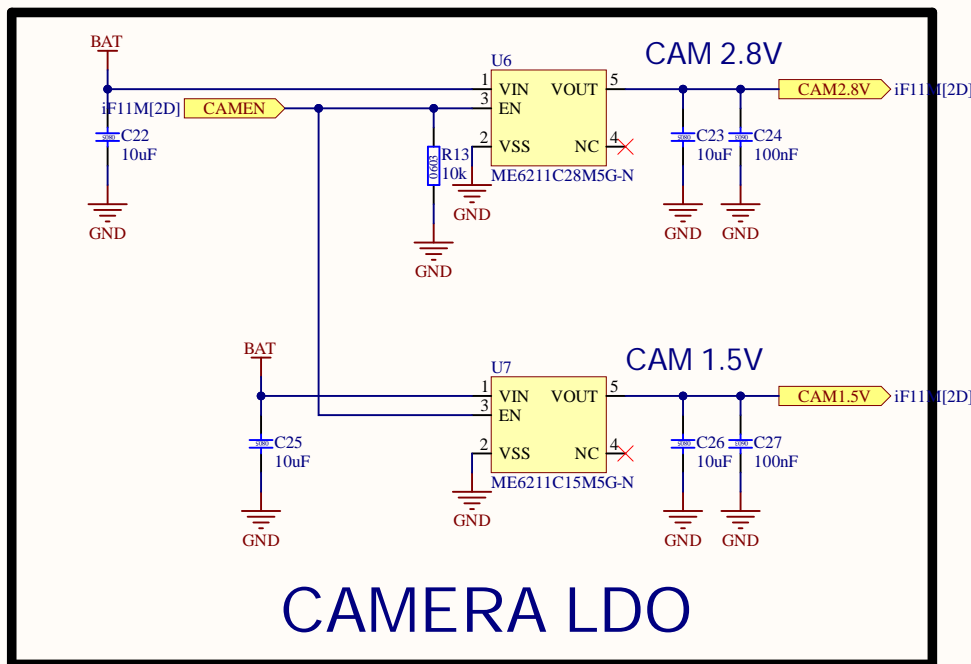 BAT
U6
CAM 2.8V
1
VIN
VOUT
5
CAM2.8V
iF11M[2D]
iF11M[2D]
CAMEN
3
EN
C22
10uF
R13
10k
0603
2
VSS
NC
4
C23
10uF
C24
100nF
ME6211C28M5G-N
GND
GND
GND
GND
GND
BAT
U7
CAM 1.5V
1
VIN
VOUT
5
CAM1.5V
iF11M[2D]
3
EN
C25
10uF
2
VSS
NC
4
C26
10uF
C27
100nF
ME6211C15M5G-N
GND
GND
GND
GND
CAMERA LDO